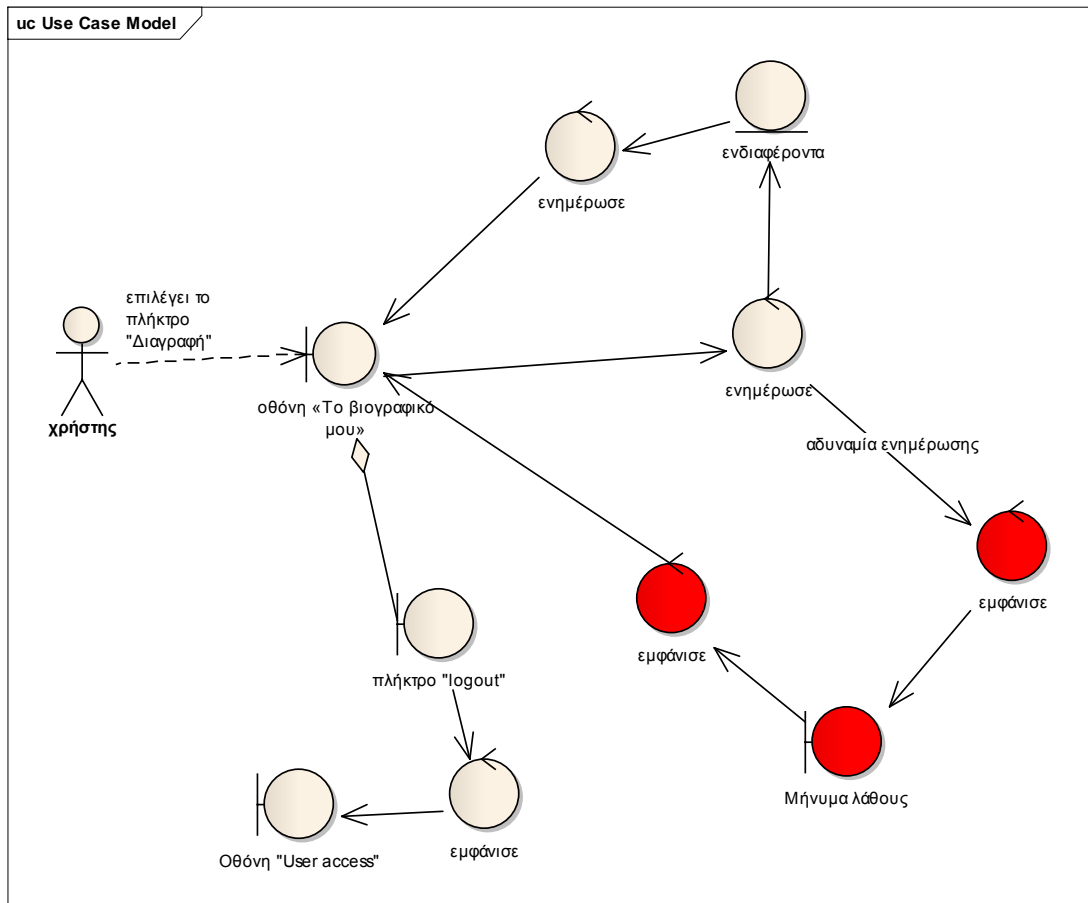 uc Use Case Model
ενδιαφέροντα
ενημέρωσε
επιλέγει το
πλήκτρο
"Διαγραφή"
χρήστης
οθόνη «Το βιογραφικό
μου»
ενημέρωσε
αδυναμία ενημέρωσης
εμφάνισε
εμφάνισε
πλήκτρο "logout"
Μήνυμα λάθους
εμφάνισε
Οθόνη "User access"